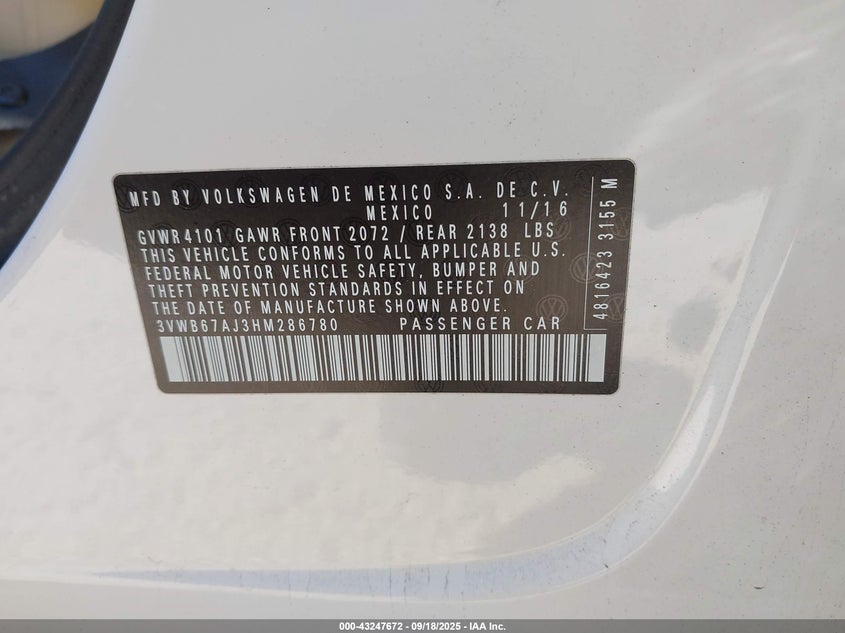 MFD BY VOLKSWAGEN DE MEXICO S.A. DE C.V.
MEXICO 11/16
GVWR 4101 GAWR FRONT 2072 / REAR 2138 LBS
THIS VEHICLE CONFORMS TO ALL APPLICABLE U.S.
FEDERAL MOTOR VEHICLE SAFETY, BUMPER AND
THEFT PREVENTION STANDARDS IN EFFECT ON
THE DATE OF MANUFACTURE SHOWN ABOVE.
3VWB67AJ3HM286780 PASSENGER CAR
4816423 3155 M
000-43247672 - 09/18/2025 - IAA Inc.